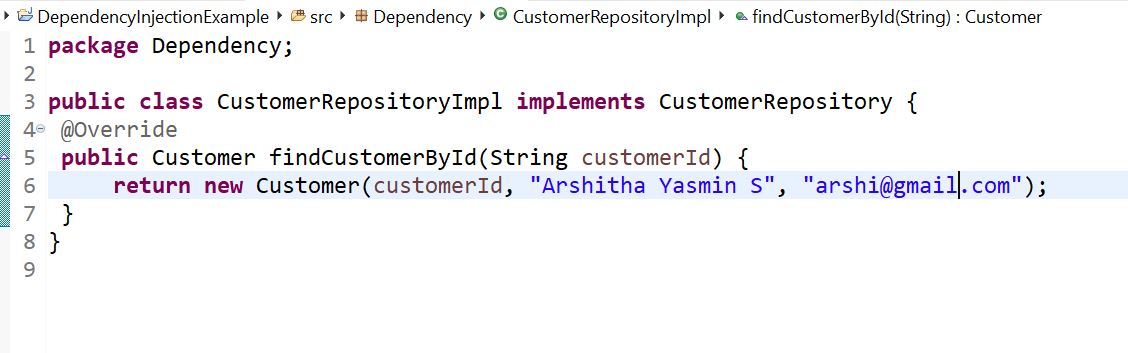 DependencyInjectionExample src Dependency CustomerRepositoryImpl findCustomerById(String) : Customer
1 package Dependency;
2
3 public class CustomerRepositoryImpl implements CustomerRepository {
4 @Override
5 public Customer findCustomerById(String customerId) {
6 return new Customer(customerId, "Arshitha Yasmin S", "arshi@gmail.com");
7 }
8 }
9